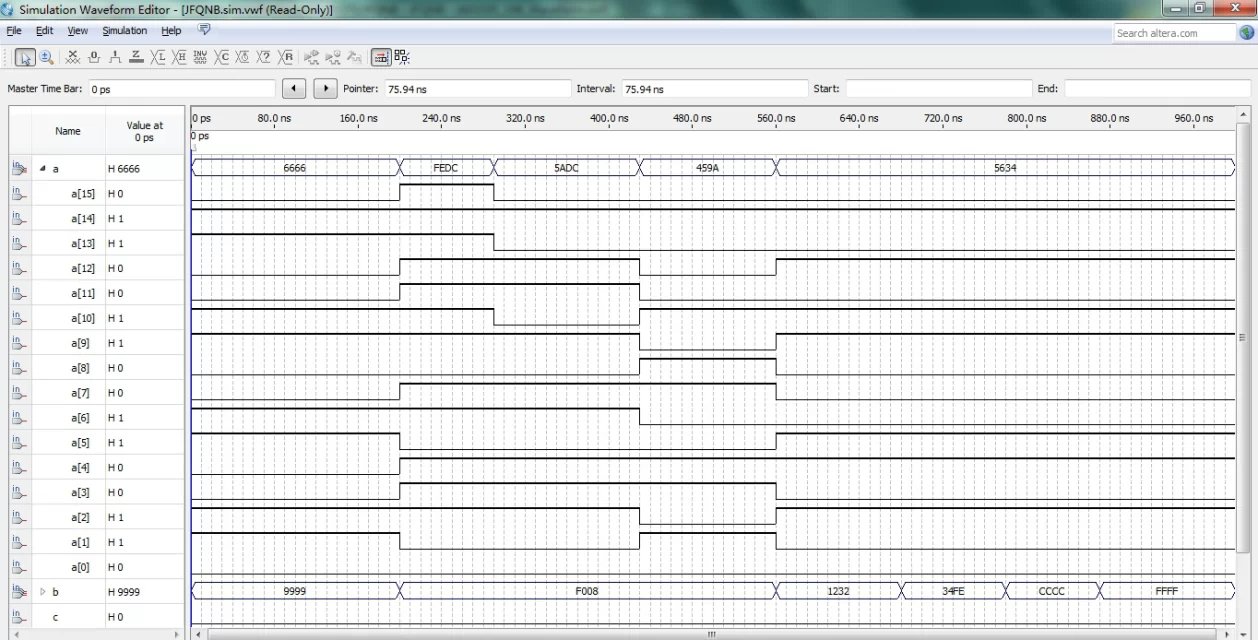 Simulation Waveform Editor - [JFQNB.sim.vwf (Read-Only)]
File Edit View Simulation Help
Search altera.com
Master Time Bar: 0 ps Pointer: 75.94 ns Interval: 75.94 ns Start: End:
Name Value at 0 ps
0 ps 80.0 ns 160.0 ns 240.0 ns 320.0 ns 400.0 ns 480.0 ns 560.0 ns 640.0 ns 720.0 ns 800.0 ns 880.0 ns 960.0 ns
0 ps
a H 6666 6666 FEDC 5ADC 459A 5634
a[15] H 0
a[14] H 1
a[13] H 1
a[12] H 0
a[11] H 0
a[10] H 1
a[9] H 1
a[8] H 0
a[7] H 0
a[6] H 1
a[5] H 1
a[4] H 0
a[3] H 0
a[2] H 1
a[1] H 1
a[0] H 0
b H 9999 9999 F008 1232 34FE CCCC FFFF
c H 0